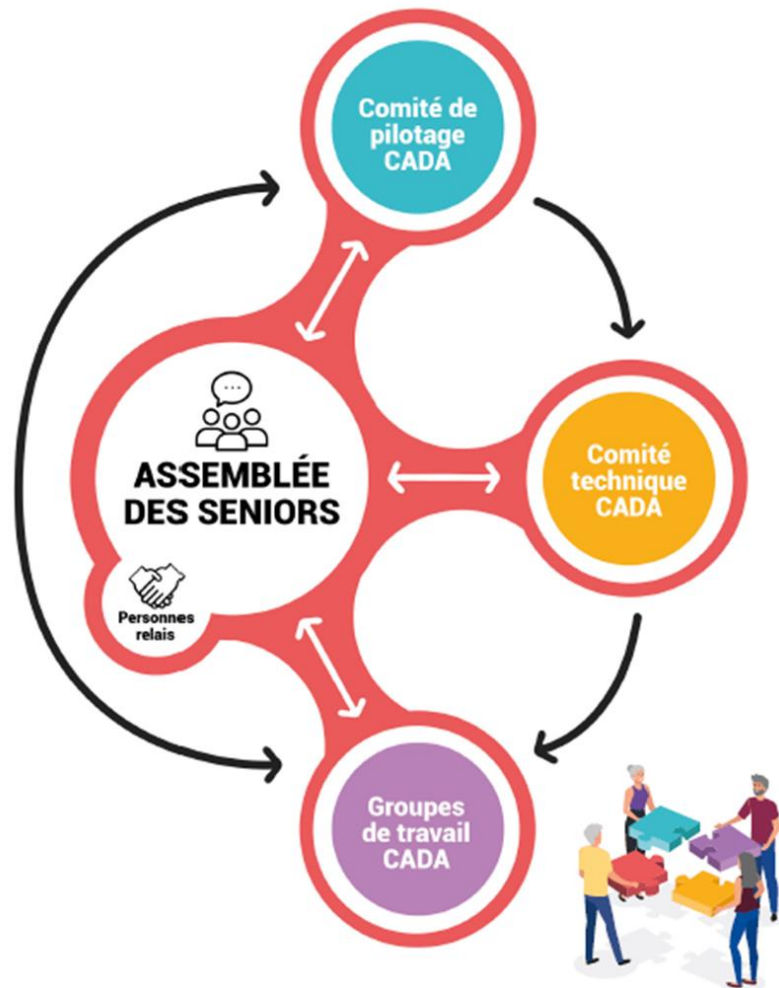 Comité de
pilotage
CADA
ASSEMBLÉE
DES SENIORS
Personnes
relais
Comité
technique
CADA
Groupes
de travail
CADA